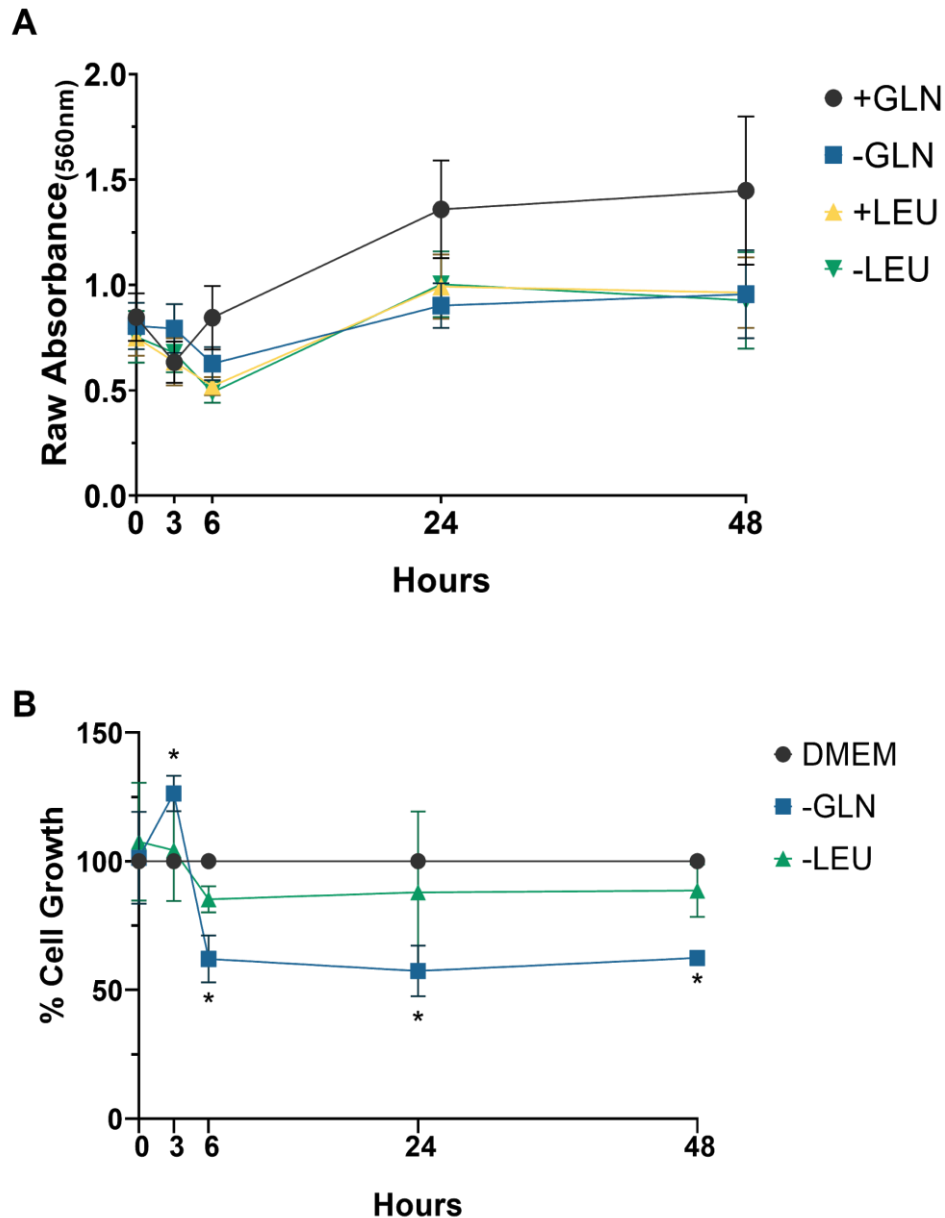 A
Raw Absorbance(560nm)
2.0
1.5
1.0
0.5
0.0
0 3 6 24 48
Hours
+GLN
-GLN
+LEU
-LEU
B
% Cell Growth
150
100
50
0
0 3 6 24 48
Hours
* * * *
DMEM
-GLN
-LEU